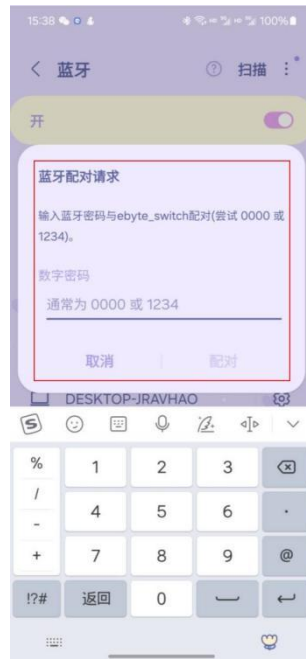 15:38
100%
蓝牙
扫描
开
蓝牙配对请求
输入蓝牙密码与ebyte_switch配对(尝试 0000 或
1234)。
数字密码
通常为 0000 或 1234
取消
配对
DESKTOP-JRAVHAO
% 1 2 3
/ 4 5 6 .
-
+ 7 8 9 @
!?# 返回 0